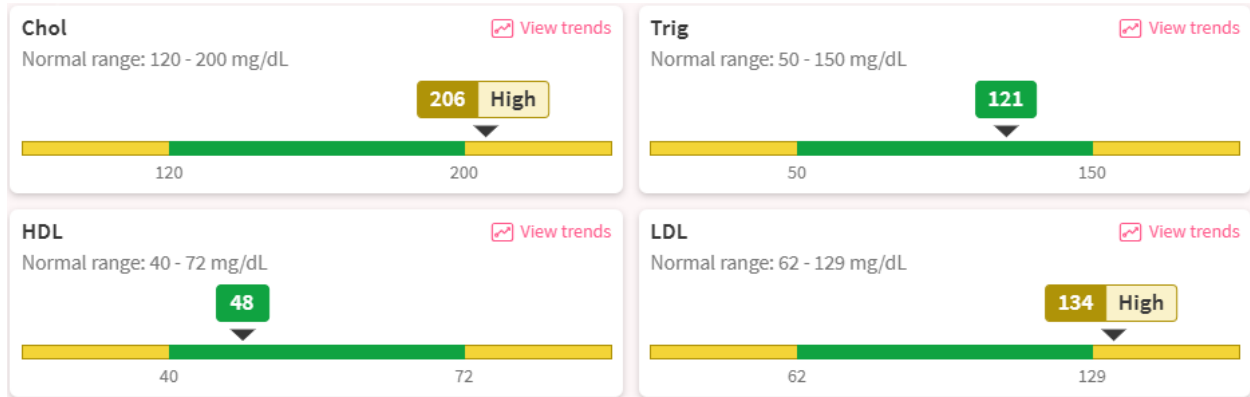 Chol View trends
Normal range: 120 - 200 mg/dL
206 High
120 200
Trig View trends
Normal range: 50 - 150 mg/dL
121
50 150
HDL View trends
Normal range: 40 - 72 mg/dL
48
40 72
LDL View trends
Normal range: 62 - 129 mg/dL
134 High
62 129